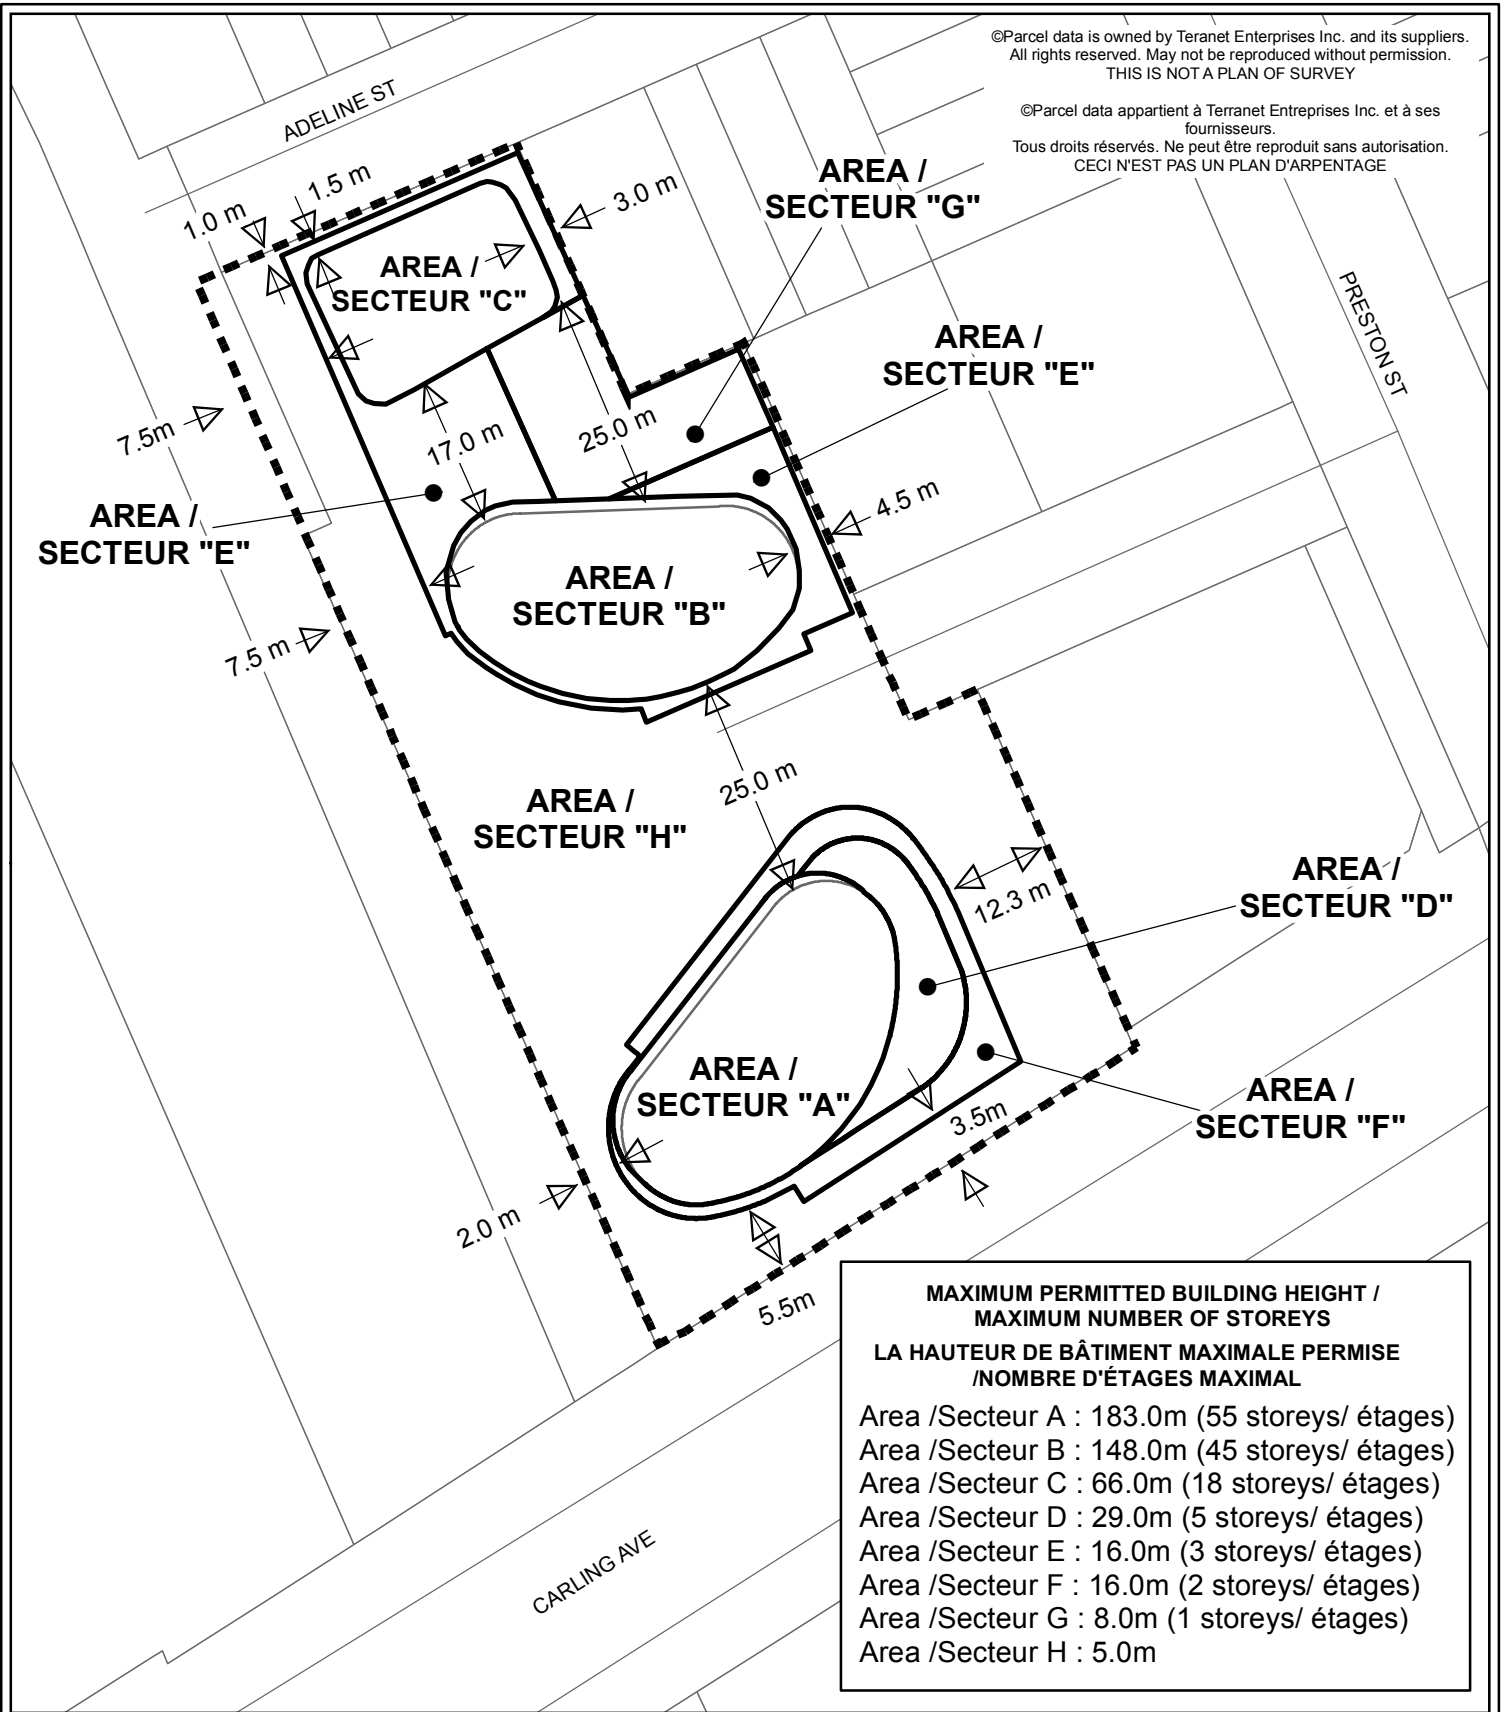 ©Parcel data is owned by Teranet Enterprises Inc. and its suppliers.
All rights reserved. May not be reproduced without permission.
THIS IS NOT A PLAN OF SURVEY
©Parcel data appartient à Terranet Entreprises Inc. et à ses
fournisseurs.
Tous droits réservés. Ne peut être reproduit sans autorisation.
CECI N'EST PAS UN PLAN D'ARPENTAGE
ADELINE ST
1.5 m
1.0 m
3.0 m
AREA /
SECTEUR "G"
AREA /
SECTEUR "C"
PRESTON ST
AREA /
SECTEUR "E"
7.5m
17.0 m
25.0 m
4.5 m
AREA /
SECTEUR "E"
AREA /
SECTEUR "B"
7.5 m
25.0 m
AREA /
SECTEUR "H"
12.3 m
AREA /
SECTEUR "D"
AREA /
SECTEUR "A"
3.5m
AREA /
SECTEUR "F"
2.0 m
5.5m
CARLING AVE
MAXIMUM PERMITTED BUILDING HEIGHT /
MAXIMUM NUMBER OF STOREYS
LA HAUTEUR DE BÂTIMENT MAXIMALE PERMISE
/NOMBRE D'ÉTAGES MAXIMAL
Area /Secteur A : 183.0m (55 storeys/ étages)
Area /Secteur B : 148.0m (45 storeys/ étages)
Area /Secteur C : 66.0m (18 storeys/ étages)
Area /Secteur D : 29.0m (5 storeys/ étages)
Area /Secteur E : 16.0m (3 storeys/ étages)
Area /Secteur F : 16.0m (2 storeys/ étages)
Area /Secteur G : 8.0m (1 storeys/ étages)
Area /Secteur H : 5.0m